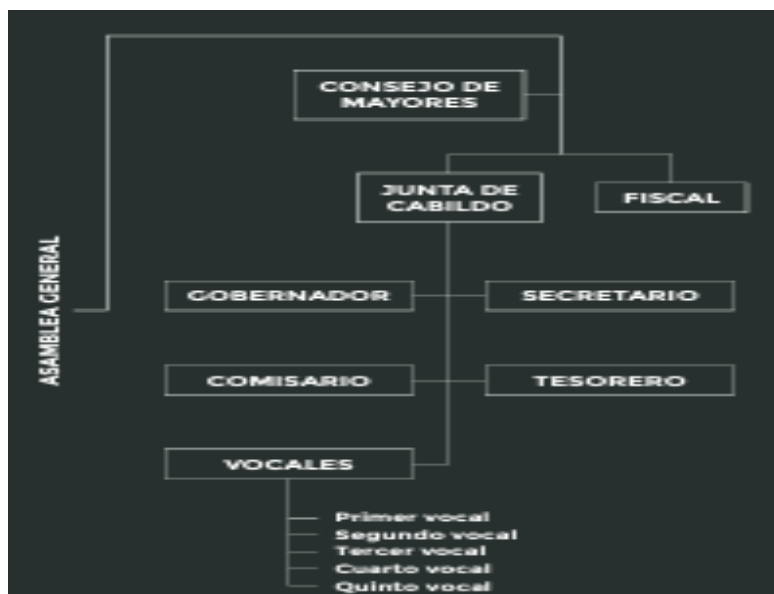 CONSEJO DE
MAYORES
JUNTA DE
CABILDO
FISCAL
ASAMBLEA GENERAL
GOBERNADOR
SECRETARIO
COMISARIO
TESORERO
VOCALES
Primer vocal
Segundo vocal
Tercer vocal
Cuarto vocal
Quinto vocal